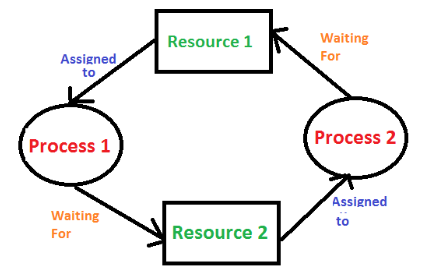 Resource 1
Waiting
For
Assigned
to
Process 1
Process 2
Waiting
For
Resource 2
Assigned
to